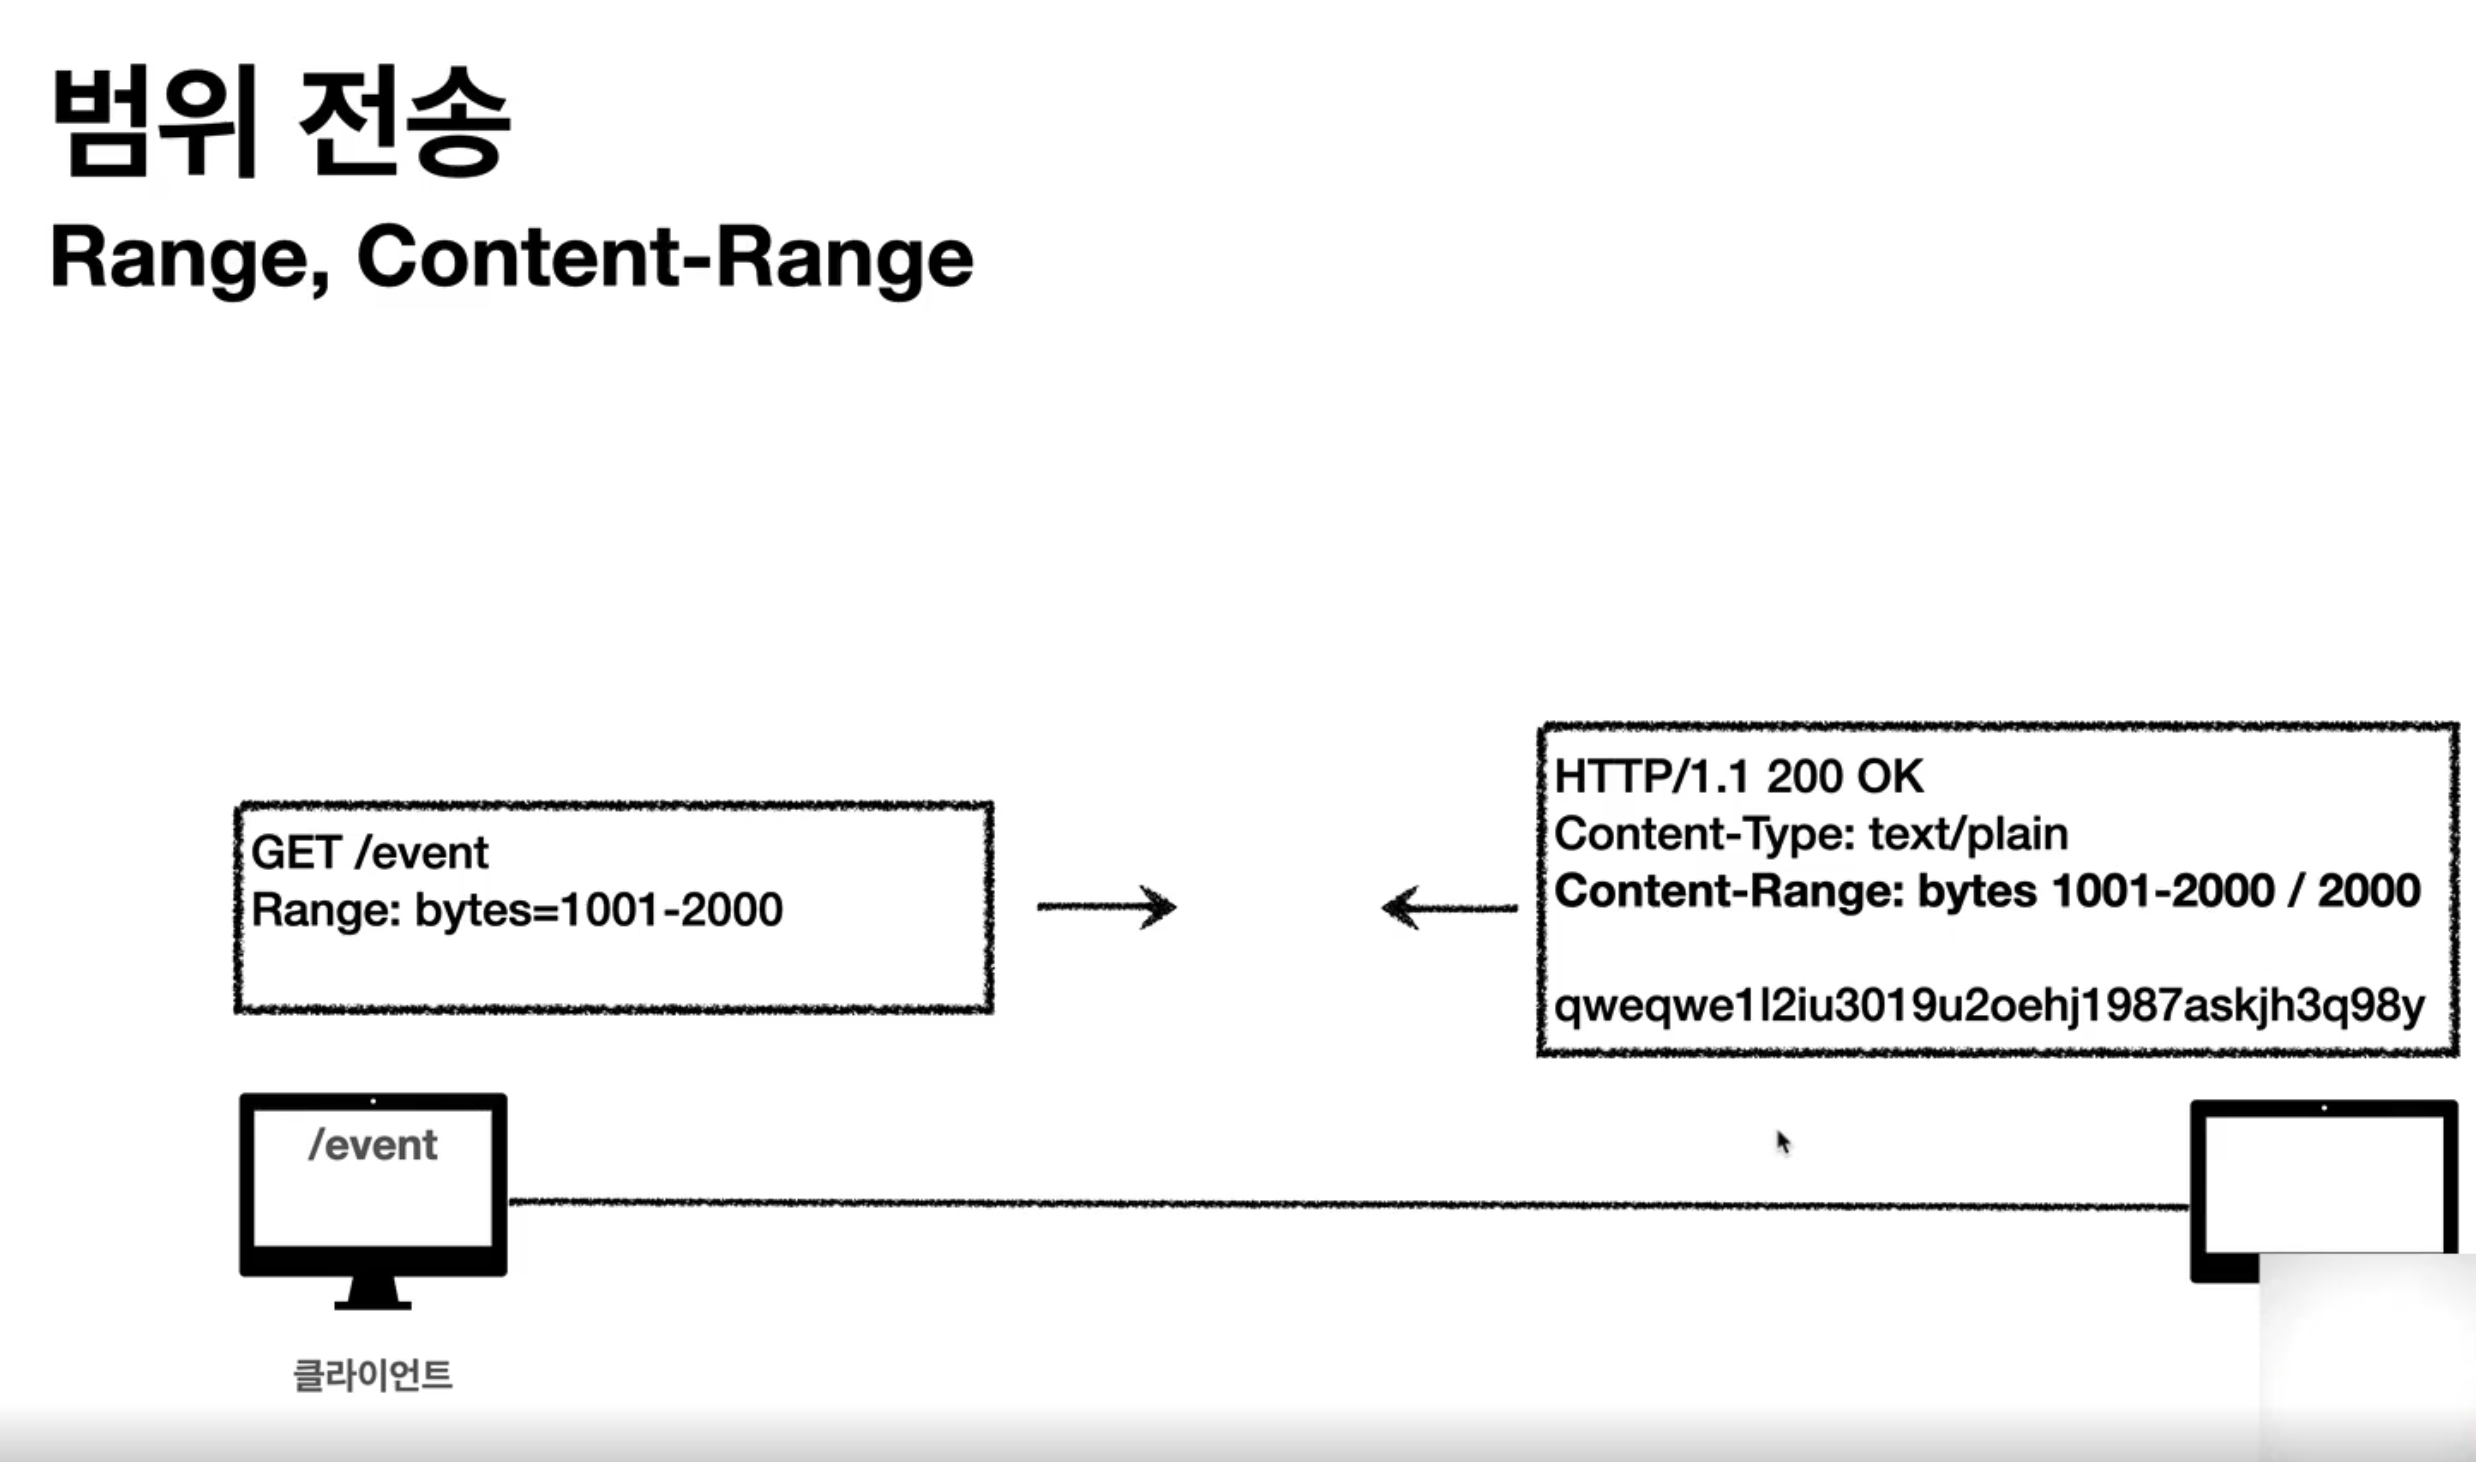 범위 전송
Range, Content-Range
GET /event
Range: bytes=1001-2000
HTTP/1.1 200 OK
Content-Type: text/plain
Content-Range: bytes 1001-2000 / 2000
qweqwe1l2iu3019u2oehj1987askjh3q98y
/event
클라이언트